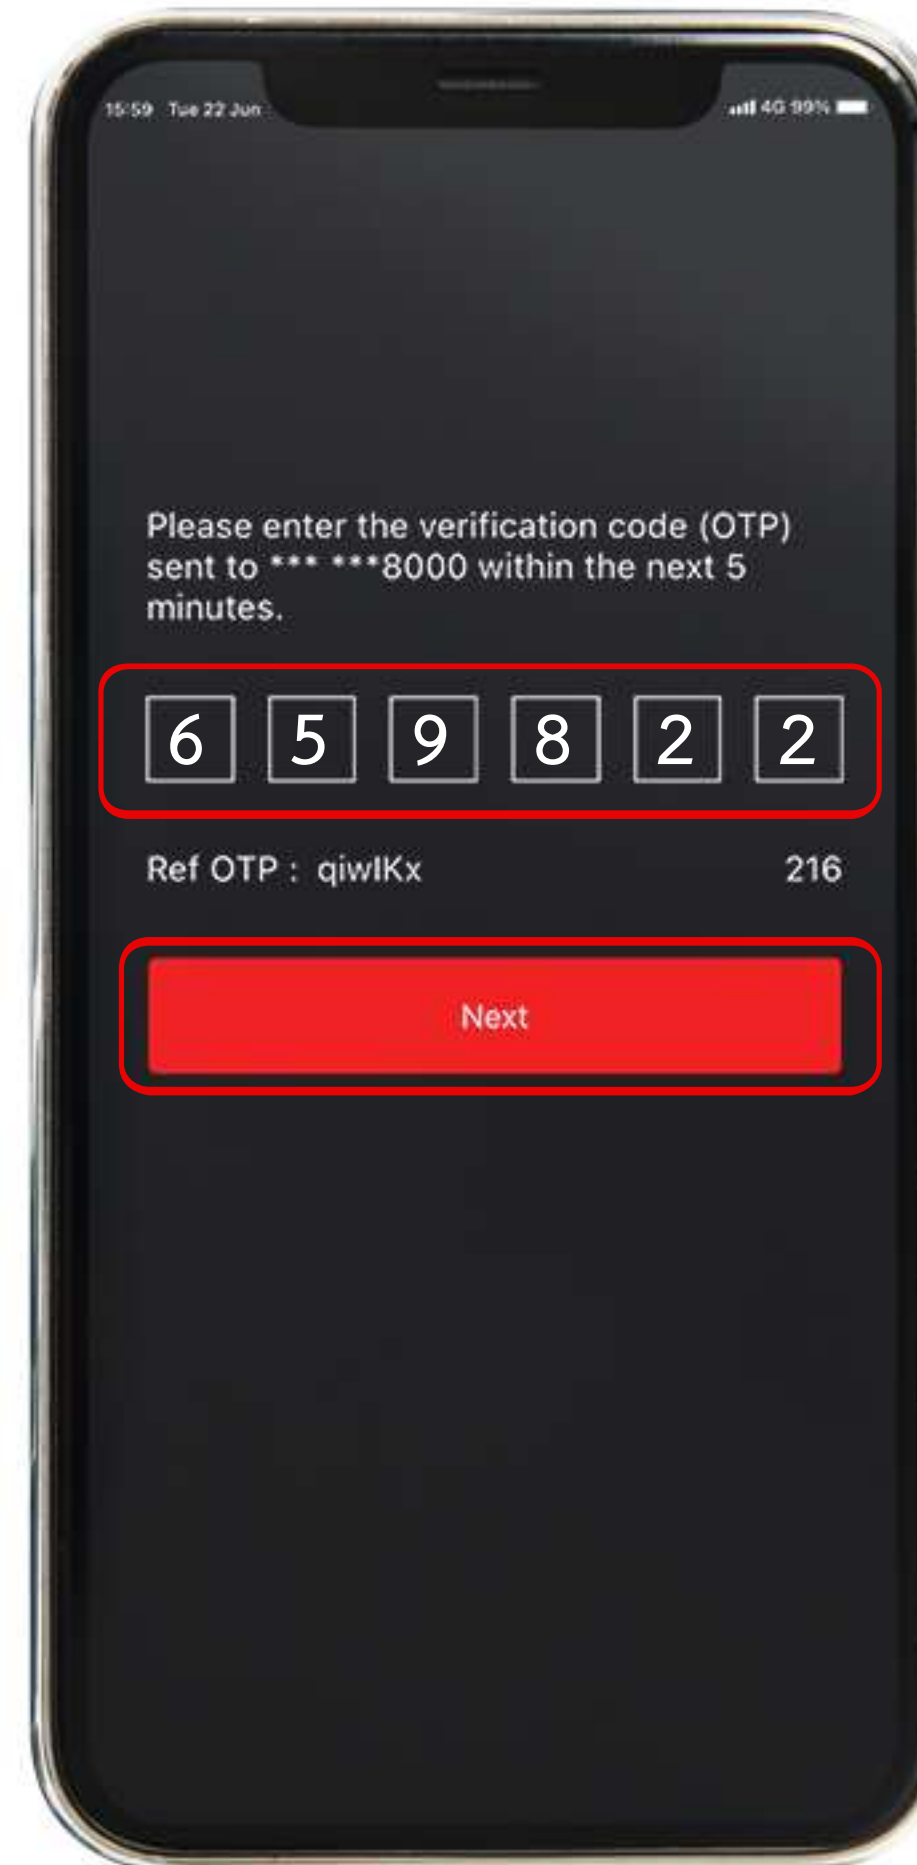 15:59 Tue 22 Jun
4G 99%
Please enter the verification code (OTP)
sent to *** ***8000 within the next 5
minutes.
6 5 9 8 2 2
Ref OTP : qiwIKx 216
Next